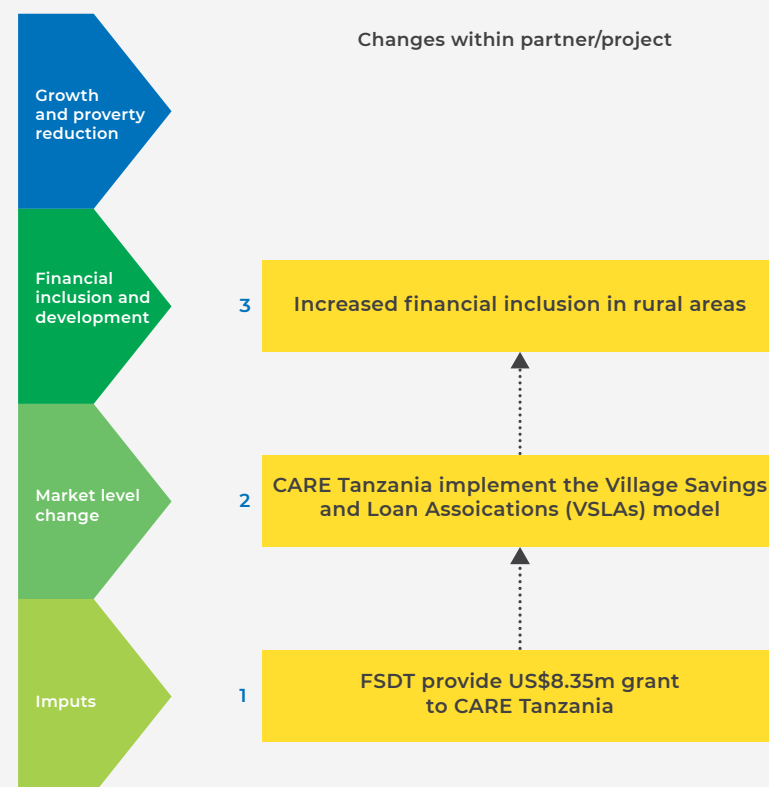 Changes within partner/project
Growth
and proverty
reduction
Financial
inclusion and
development
3
Increased financial inclusion in rural areas
Market level
change
2
CARE Tanzania implement the Village Savings
and Loan Assoications (VSLAs) model
Imputs
1
FSDT provide US$8.35m grant
to CARE Tanzania